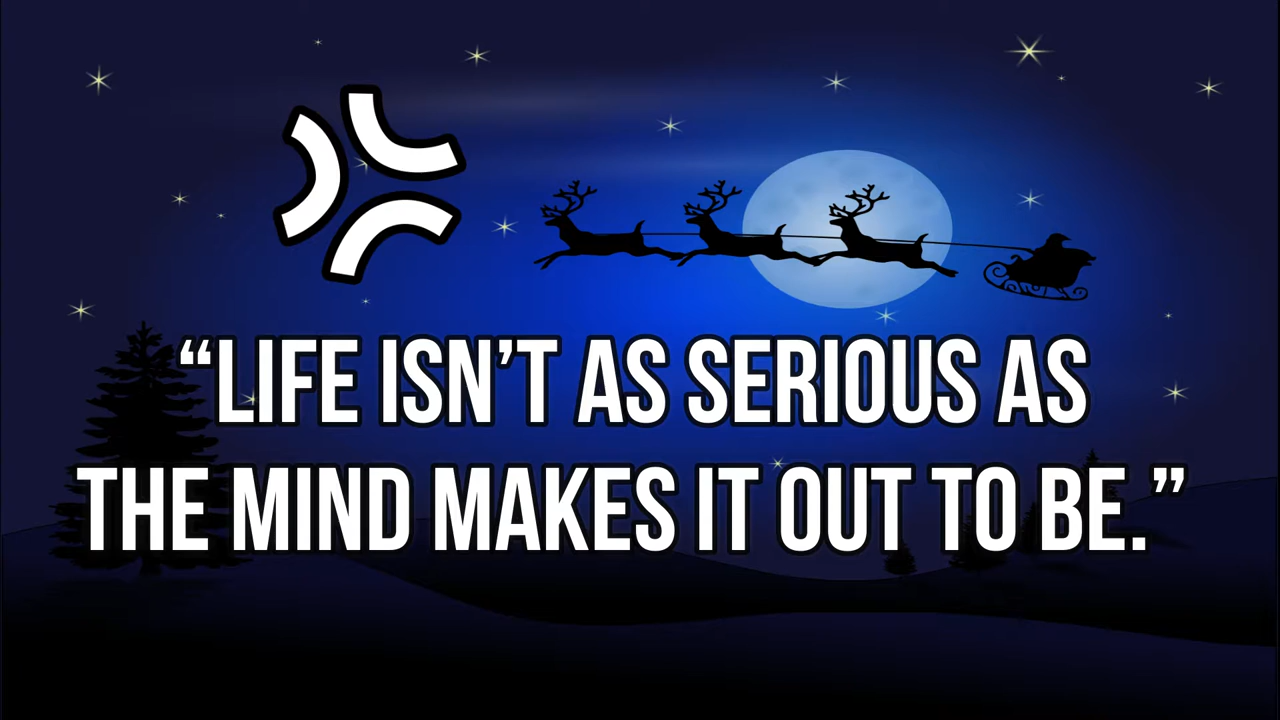 “LIFE ISN’T AS SERIOUS AS
THE MIND MAKES IT OUT TO BE.”